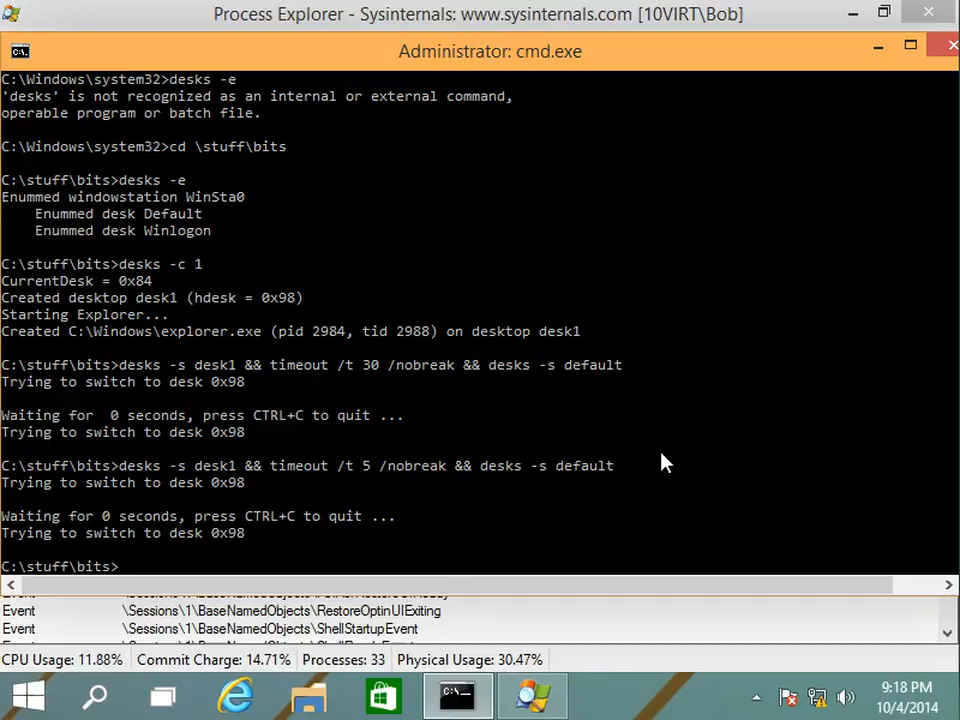 Process Explorer - Sysinternals: www.sysinternals.com [10VIRT\Bob]
Administrator: cmd.exe
C:\Windows\system32>desks -e
'desks' is not recognized as an internal or external command,
operable program or batch file.
C:\Windows\system32>cd \stuff\bits
C:\stuff\bits>desks -e
Enummed windowstation WinSta0
Enummed desk Default
Enummed desk Winlogon
C:\stuff\bits>desks -c 1
CurrentDesk = 0x84
Created desktop desk1 (hdesk = 0x98)
Starting Explorer...
Created C:\Windows\explorer.exe (pid 2984, tid 2988) on desktop desk1
C:\stuff\bits>desks -s desk1 && timeout /t 30 /nobreak && desks -s default
Trying to switch to desk 0x98
Waiting for  0 seconds, press CTRL+C to quit ...
Trying to switch to desk 0x98
C:\stuff\bits>desks -s desk1 && timeout /t 5 /nobreak && desks -s default
Trying to switch to desk 0x98
Waiting for 0 seconds, press CTRL+C to quit ...
Trying to switch to desk 0x98
C:\stuff\bits>
Event \Sessions\1\BaseNamedObjects\RestoreOptinUIExiting
Event \Sessions\1\BaseNamedObjects\ShellStartupEvent
CPU Usage: 11.88% Commit Charge: 14.71% Processes: 33 Physical Usage: 30.47%
9:18 PM
10/4/2014